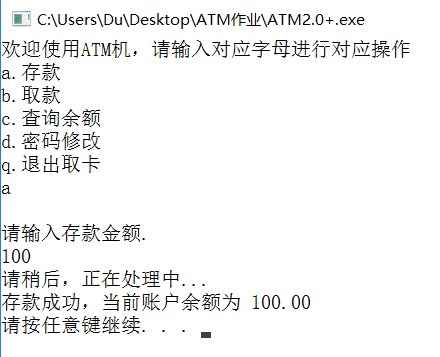 C:\Users\Du\Desktop\ATM作业\ATM2.0+.exe
欢迎使用ATM机，请输入对应字母进行对应操作
a.存款
b.取款
c.查询余额
d.密码修改
q.退出取卡
a
请输入存款金额.
100
请稍后，正在处理中...
存款成功，当前账户余额为 100.00
请按任意键继续. . .